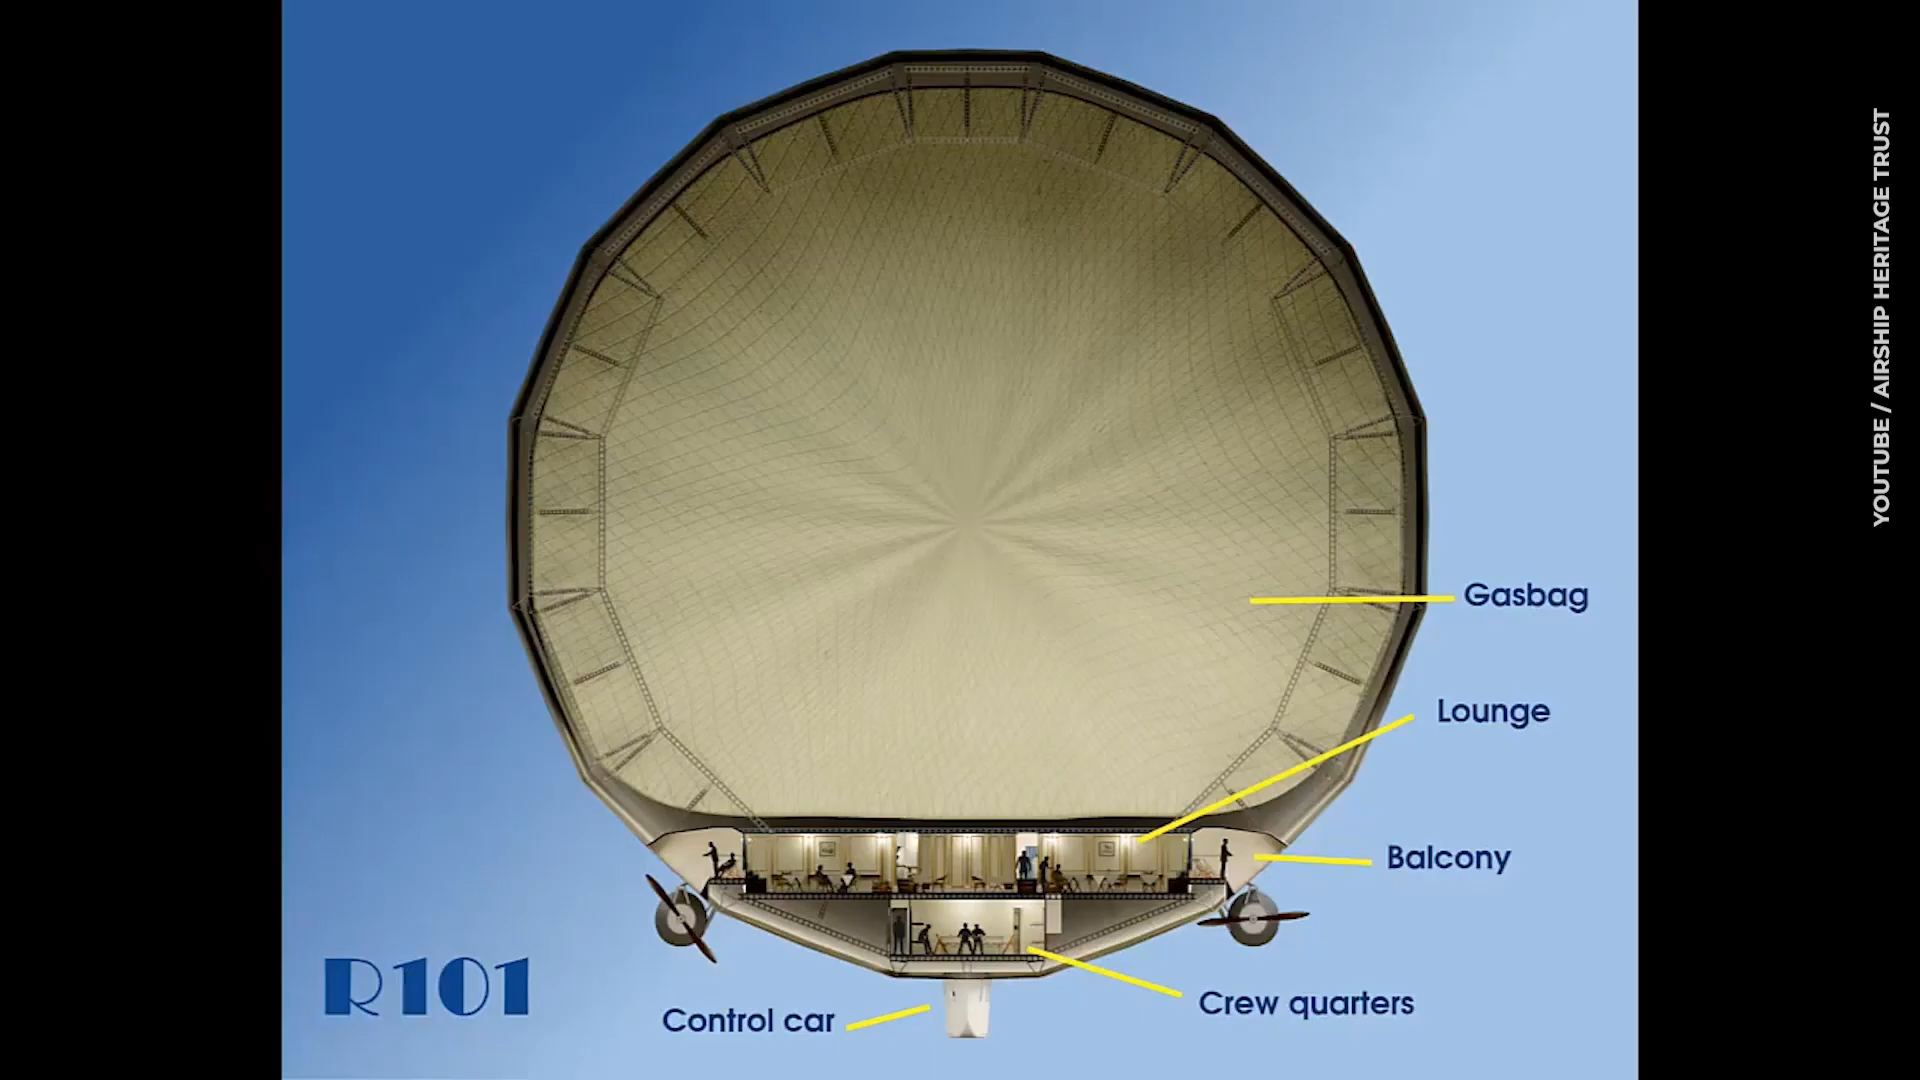 YOUTUBE / AIRSHIP HERITAGE TRUST
Gasbag
Lounge
Balcony
Crew quarters
Control car
R101